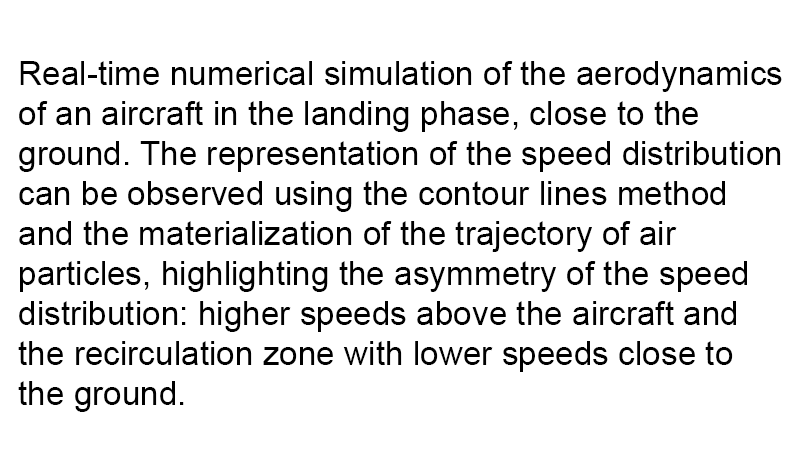 Real-time numerical simulation of the aerodynamics
of an aircraft in the landing phase, close to the
ground. The representation of the speed distribution
can be observed using the contour lines method
and the materialization of the trajectory of air
particles, highlighting the asymmetry of the speed
distribution: higher speeds above the aircraft and
the recirculation zone with lower speeds close to
the ground.